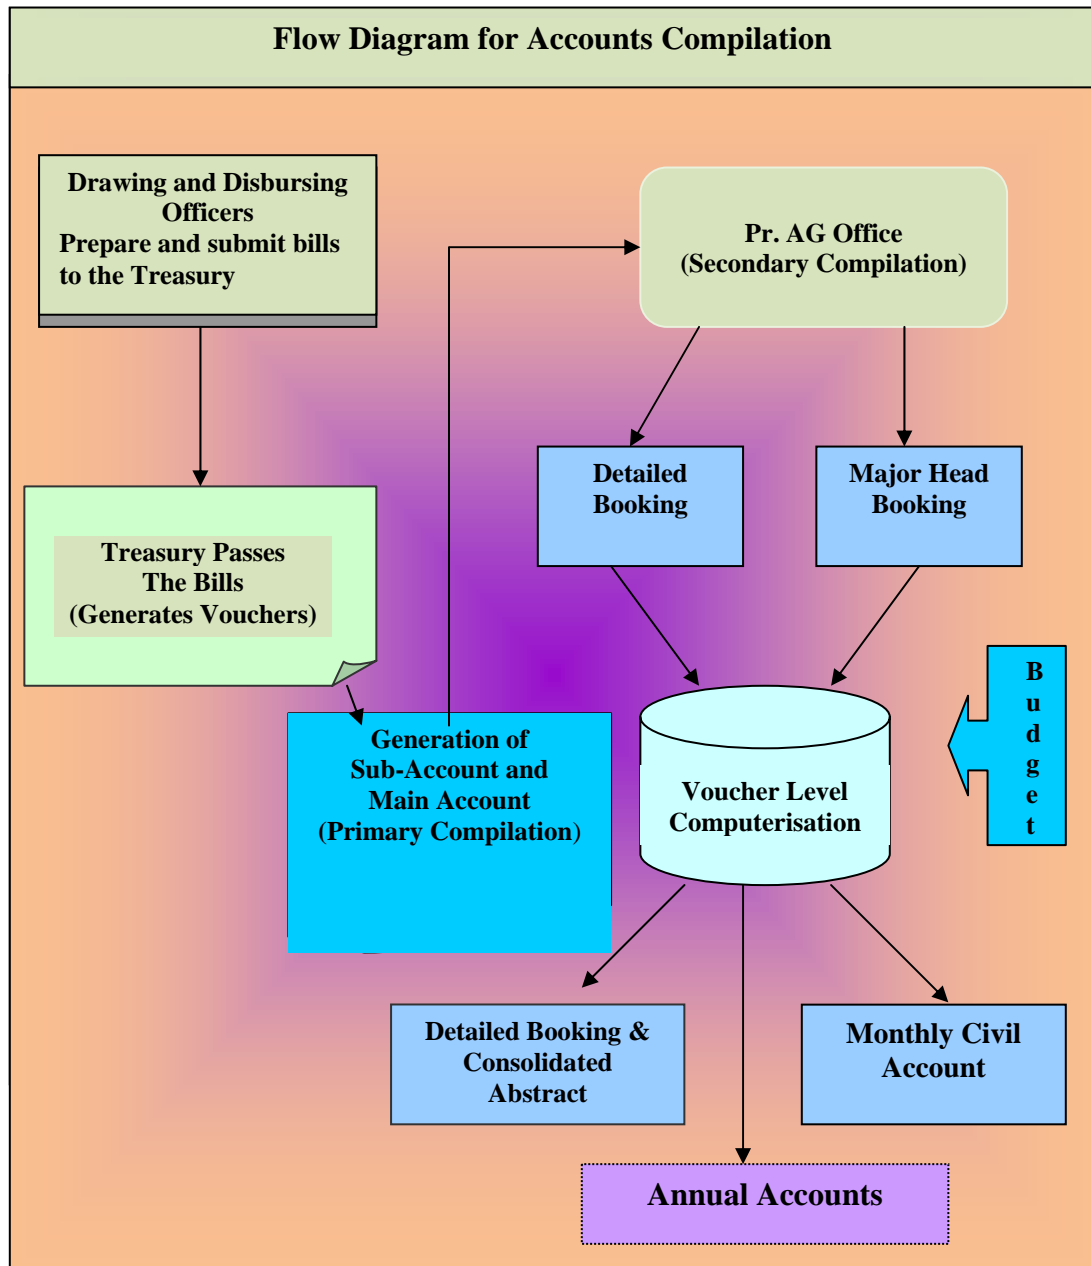 Flow Diagram for Accounts Compilation
Drawing and Disbursing
Officers
Prepare and submit bills
to the Treasury
Pr. AG Office
(Secondary Compilation)
Detailed
Booking
Major Head
Booking
Treasury Passes
The Bills
(Generates Vouchers)
Generation of
Sub-Account and
Main Account
(Primary Compilation)
Voucher Level
Computerisation
B
u
d
g
e
t
Detailed Booking &
Consolidated
Abstract
Monthly Civil
Account
Annual Accounts